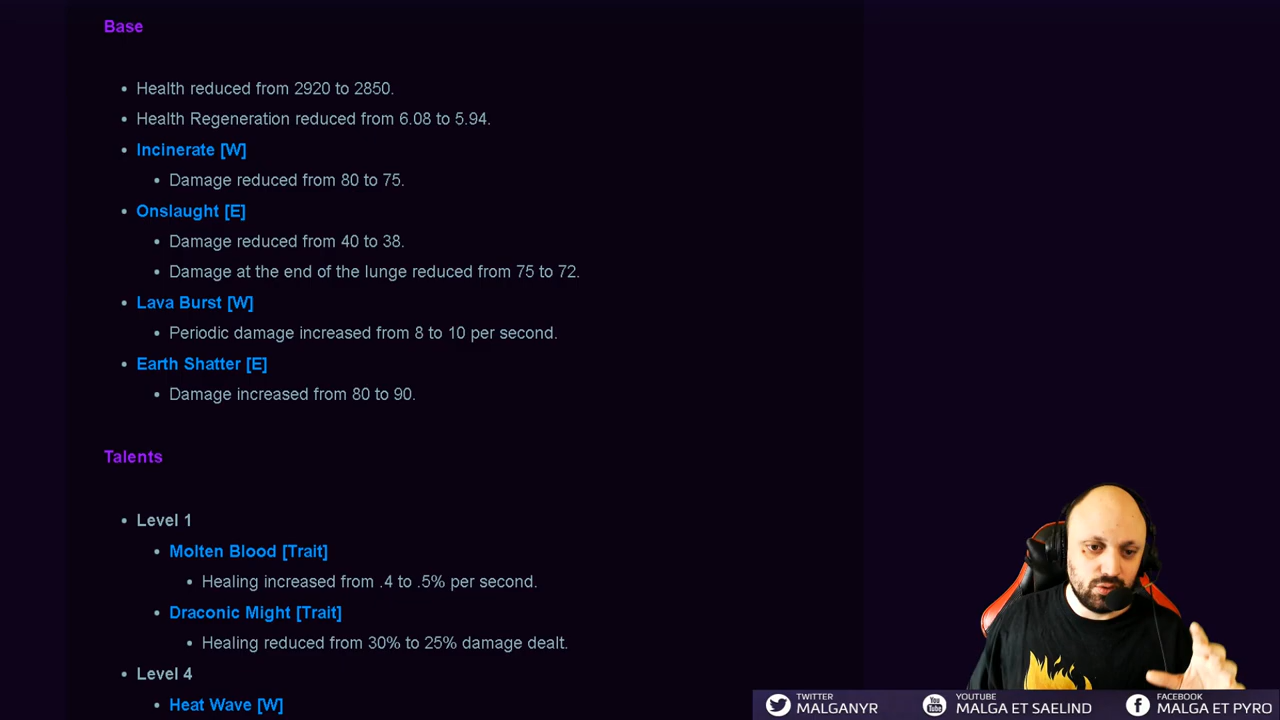 Base
Health reduced from 2920 to 2850.
Health Regeneration reduced from 6.08 to 5.94.
Incinerate [W]
Damage reduced from 80 to 75.
Onslaught [E]
Damage reduced from 40 to 38.
Damage at the end of the lunge reduced from 75 to 72.
Lava Burst [W]
Periodic damage increased from 8 to 10 per second.
Earth Shatter [E]
Damage increased from 80 to 90.
Talents
Level 1
Molten Blood [Trait]
Healing increased from .4 to .5% per second.
Draconic Might [Trait]
Healing reduced from 30% to 25% damage dealt.
Level 4
Heat Wave [W]
TWITTER
MALGANYR
YOUTUBE
MALGA ET SAELIND
FACEBOOK
MALGA ET PYRO